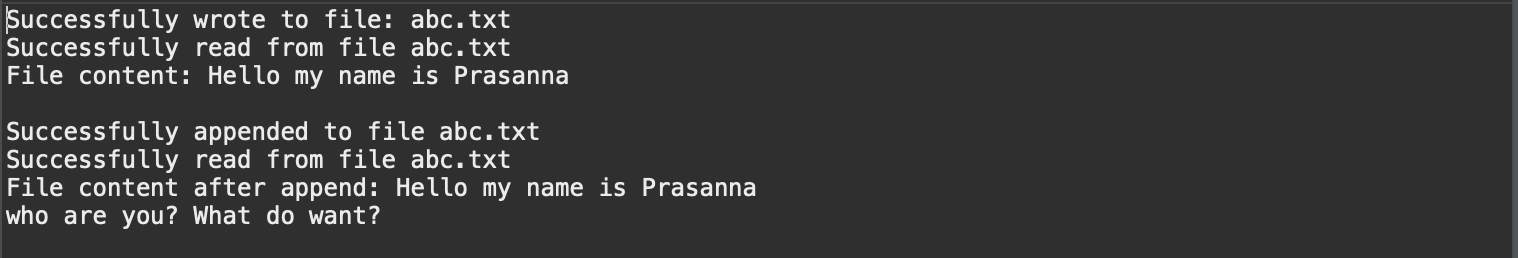 Successfully wrote to file: abc.txt
Successfully read from file abc.txt
File content: Hello my name is Prasanna

Successfully appended to file abc.txt
Successfully read from file abc.txt
File content after append: Hello my name is Prasanna
who are you? What do want?